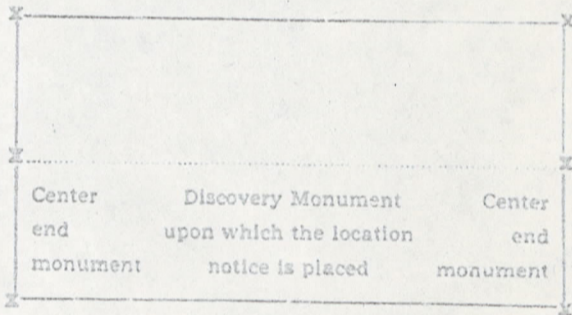 Center Discovery Monument Center
end upon which the location end
monument notice is placed monument